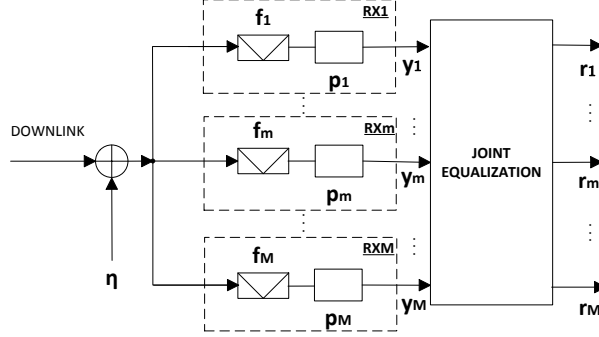 RX1
f1
p1
y1
r1
DOWNLINK
η
RXm
fm
pm
ym
JOINT
EQUALIZATION
rm
RXM
fM
pM
yM
rM